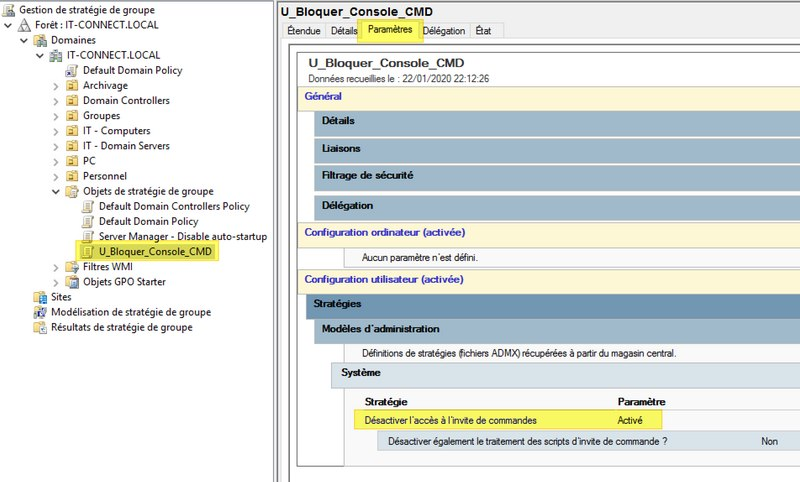 Gestion de stratégie de groupe
Forêt : IT-CONNECT.LOCAL
Domaines
IT-CONNECT.LOCAL
Default Domain Policy
Archivage
Domain Controllers
Groupes
IT - Computers
IT - Domain Servers
PC
Personnel
Objets de stratégie de groupe
Default Domain Controllers Policy
Default Domain Policy
Server Manager - Disable auto-startup
U_Bloquer_Console_CMD
Filtres WMI
Objets GPO Starter
Sites
Modélisation de stratégie de groupe
Résultats de stratégie de groupe
U_Bloquer_Console_CMD
Étendue Détails Paramètres Délégation État
U_Bloquer_Console_CMD
Données recueillies le : 22/01/2020 22:12:26
Général
Détails
Liaisons
Filtrage de sécurité
Délégation
Configuration ordinateur (activée)
Aucun paramètre n'est défini.
Configuration utilisateur (activée)
Stratégies
Modèles d'administration
Définitions de stratégies (fichiers ADMX) récupérées à partir du magasin central.
Système
Stratégie Paramètre
Désactiver l'accès à l'invite de commandes Activé
Désactiver également le traitement des scripts d'invite de commande ? Non